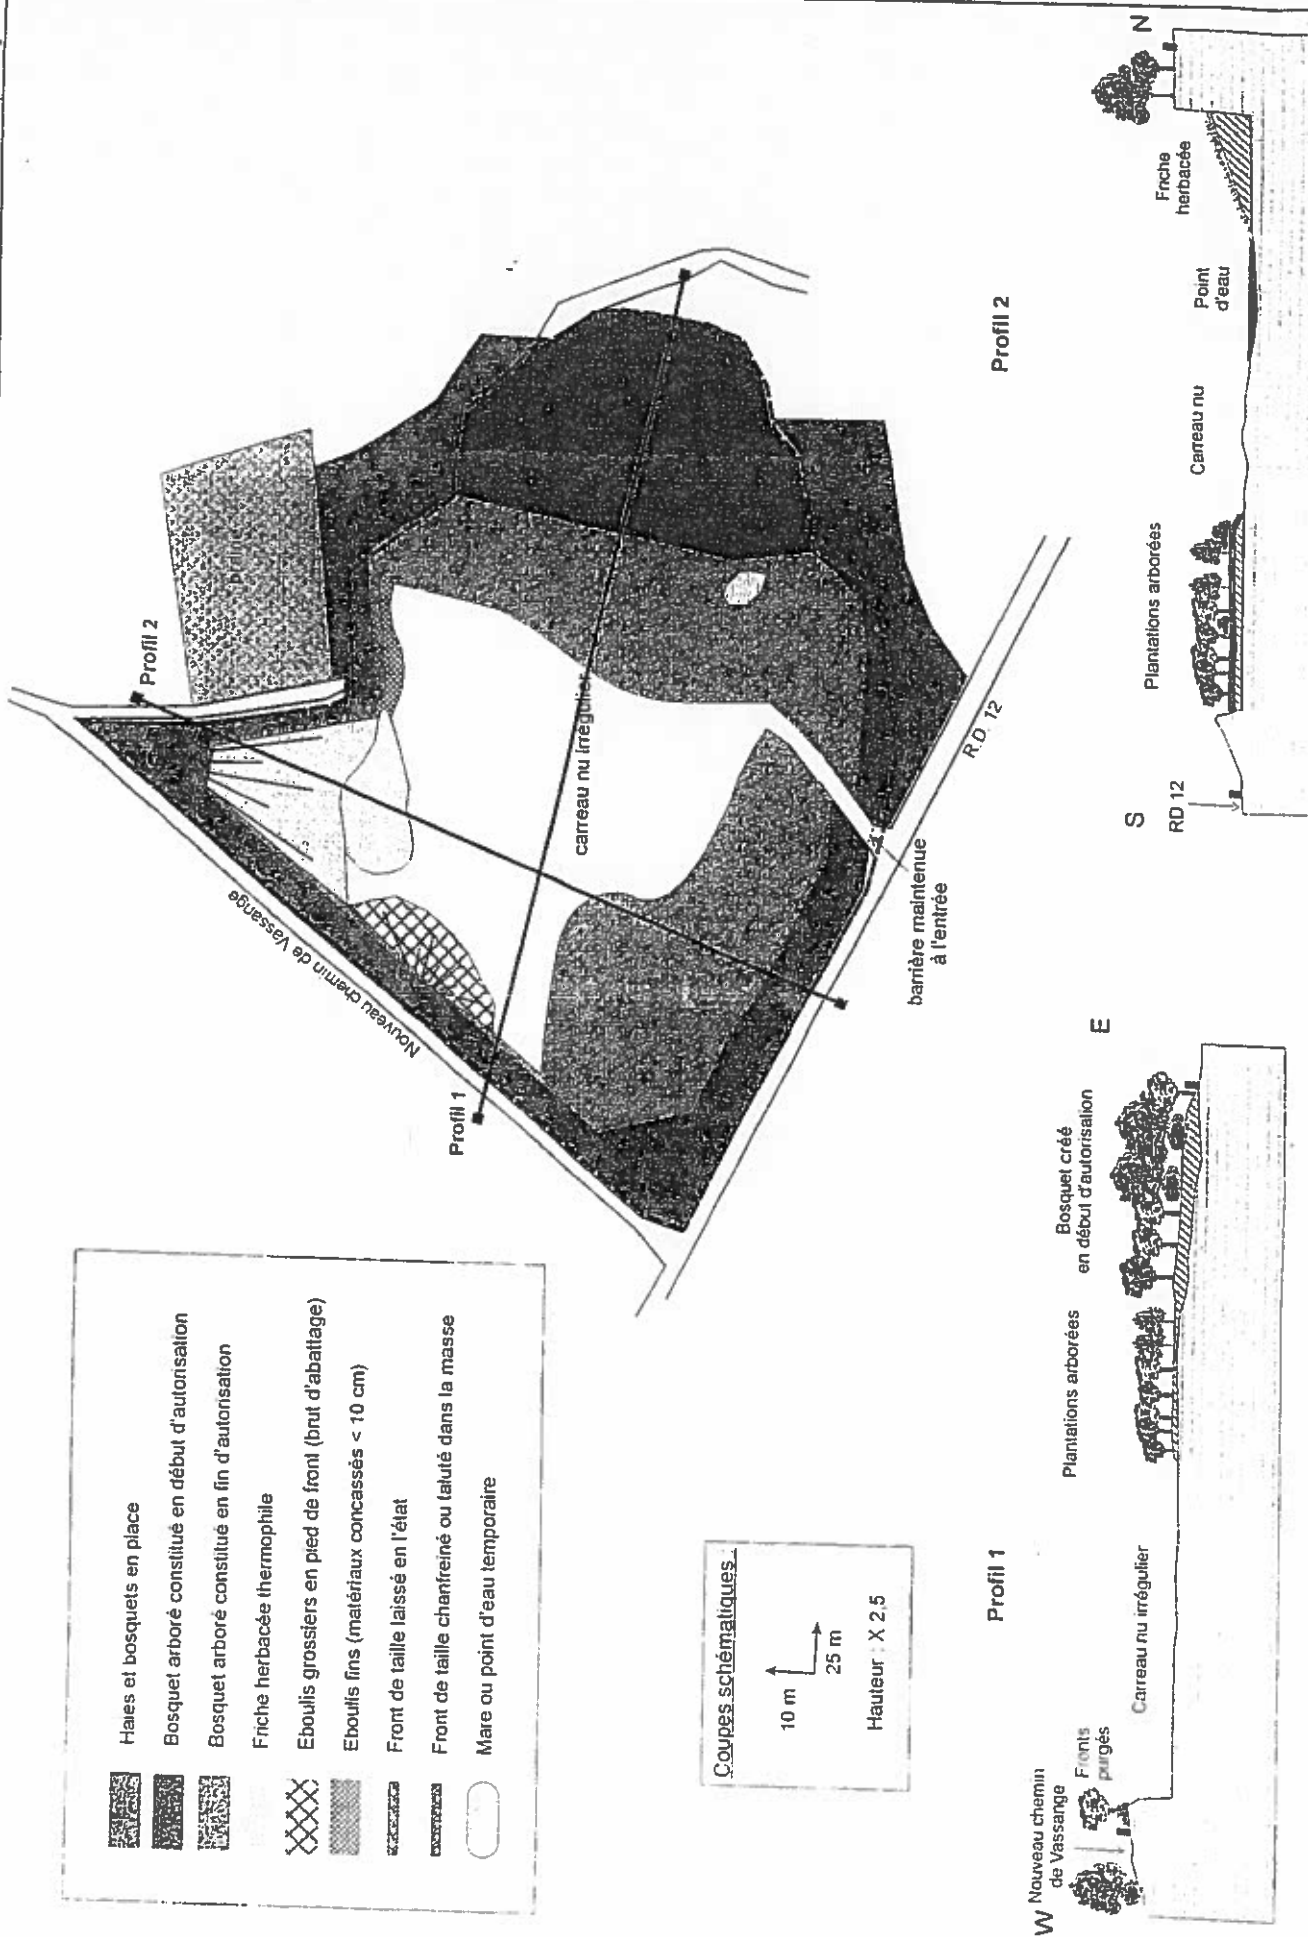 Haies et bosquets en place
Bosquet arboré constitué en début d'autorisation
Bosquet arboré constitué en fin d'autorisation
Friche herbacée thermophile
Eboulis grossiers en pied de front (brut d'abattage)
Eboulis fins (matériaux concassés < 10 cm)
Front de taille laissé en l'état
Front de taille chanfreiné ou taluté dans la masse
Mare ou point d'eau temporaire
Nouveau chemin de Vassange
Profil 1
Profil 2
carreau nu irrégulier
R.D. 12
barrière maintenue
à l'entrée
Coupes schématiques
10 m
25 m
Hauteur : X 2,5
Profil 1
W
Nouveau chemin
de Vassange
Fronts
purgés
Carreau nu irrégulier
Plantations arborées
Bosquet créé
en début d'autorisation
E
Profil 2
S
RD 12
Plantations arborées
Carreau nu
Point
d'eau
Friche
herbacée
N